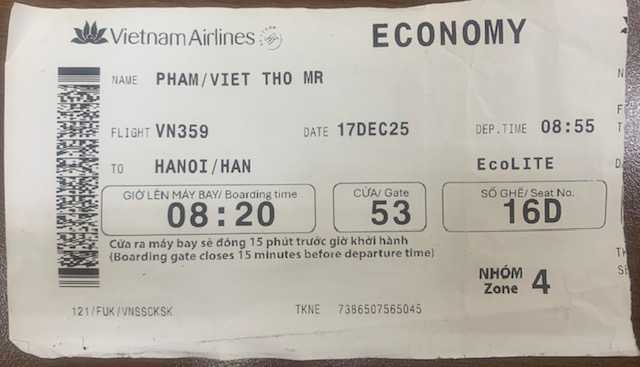 Vietnam Airlines ECONOMY
NAME PHAM/VIET THO MR
FLIGHT VN359 DATE 17DEC25 DEP.TIME 08:55
TO HANOI/HAN EcoLITE
GIỜ LÊN MÁY BAY/ Boarding time CỬA/ Gate SỐ GHẾ/ Seat No.
08:20 53 16D
Cửa ra máy bay sẽ đóng 15 phút trước giờ khởi hành
(Boarding gate closes 15 minutes before departure time)
NHÓM
Zone 4
121/FUK/VNSSCKSK TKNE 7386507565045